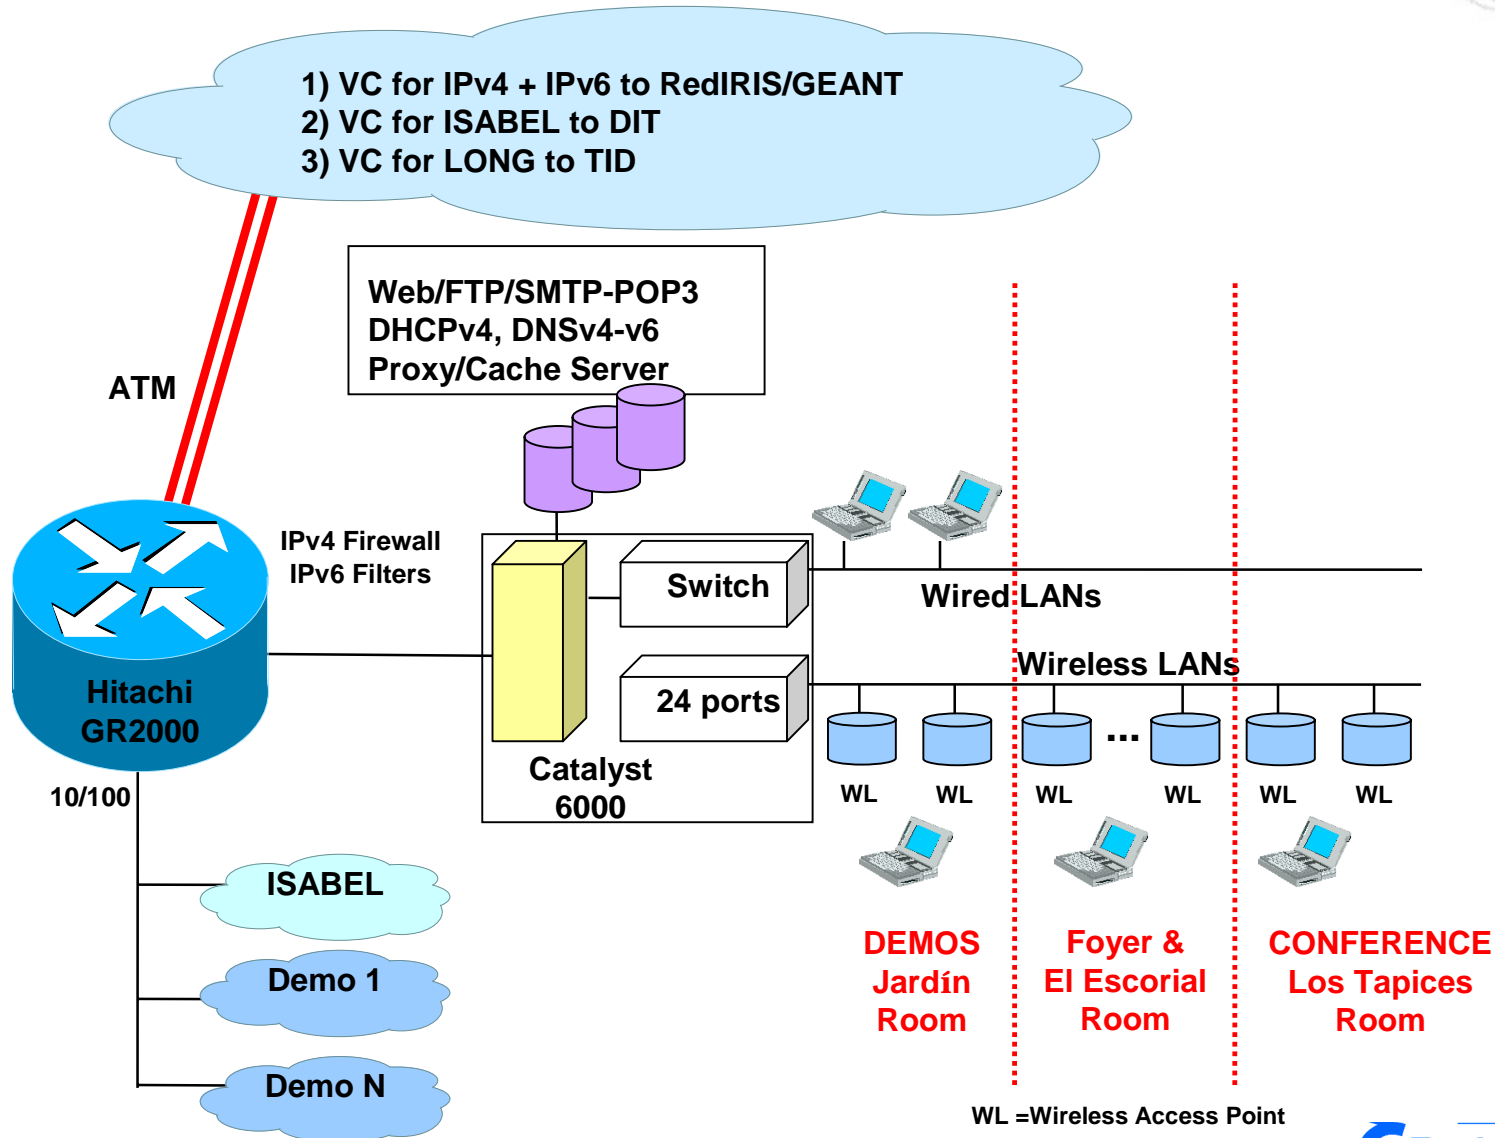 1) VC for IPv4 + IPv6 to RedIRIS/GEANT
2) VC for ISABEL to DIT
3) VC for LONG to TID
Web/FTP/SMTP-POP3
DHCPv4, DNSv4-v6
Proxy/Cache Server
ATM
IPv4 Firewall
IPv6 Filters
Switch
Wired LANs
Wireless LANs
24 ports
Hitachi
GR2000
Catalyst
6000
10/100
...
WL
WL
WL
WL
WL
WL
ISABEL
Demo 1
Demo N
DEMOS
Jardín
Room
Foyer &
El Escorial
Room
CONFERENCE
Los Tapices
Room
WL =Wireless Access Point